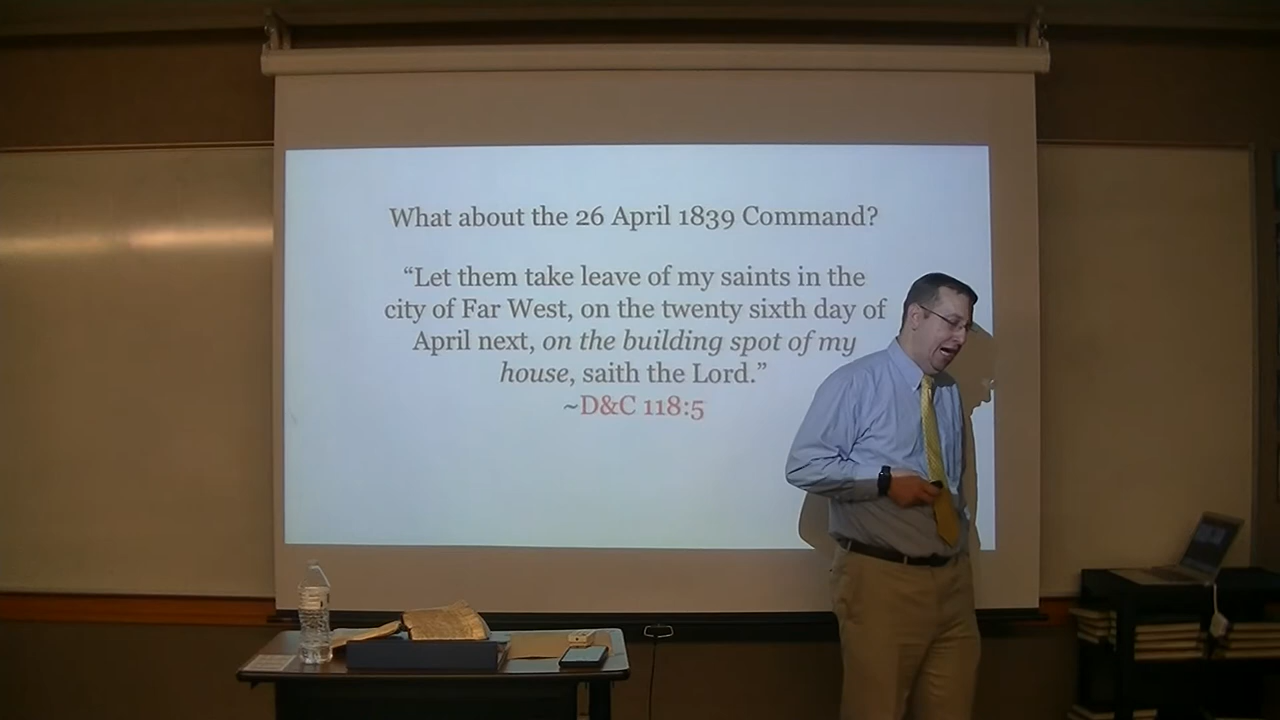 What about the 26 April 1839 Command?
“Let them take leave of my saints in the
city of Far West, on the twenty sixth day of
April next, on the building spot of my
house, saith the Lord.”
~D&C 118:5